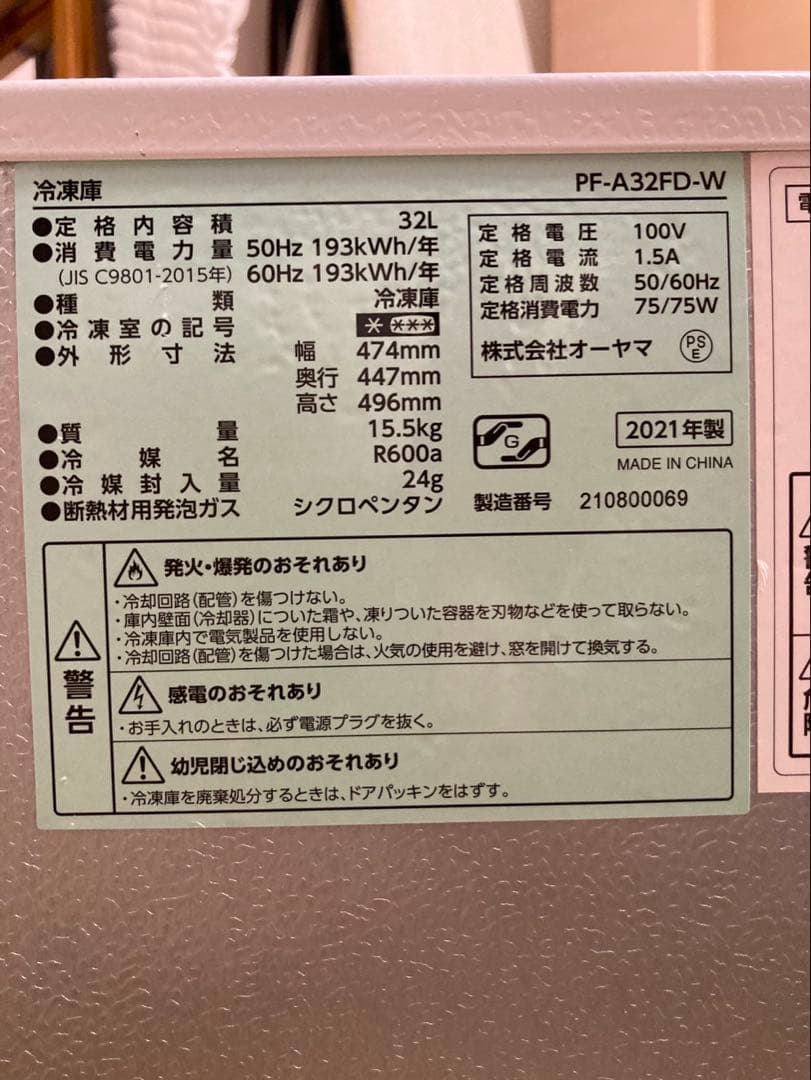 冷凍庫 PF-A32FD-W
●定格内容積 32L
●消費電力量 50Hz 193kWh/年
(JIS C9801-2015年) 60Hz 193kWh/年
●種類 冷凍庫
●冷凍室の記号 * ***
●外形寸法 幅 474mm
奥行 447mm
高さ 496mm
●質量 15.5kg
●冷媒名 R600a
●冷媒封入量 24g
●断熱材用発泡ガス シクロペンタン
定格電圧 100V
定格電流 1.5A
定格周波数 50/60Hz
定格消費電力 75/75W
株式会社オーヤマ PSE
G
2021年製
MADE IN CHINA
製造番号 210800069
警告
発火・爆発のおそれあり
・冷却回路(配管)を傷つけない。
・庫内壁面(冷却器)についた霜や、凍りついた容器を刃物などを使って取らない。
・冷凍庫内で電気製品を使用しない。
・冷却回路(配管)を傷つけた場合は、火気の使用を避け、窓を開けて換気する。
感電のおそれあり
・お手入れのときは、必ず電源プラグを抜く。
幼児閉じ込めのおそれあり
・冷凍庫を廃棄処分するときは、ドアパッキンをはずす。
電
警告